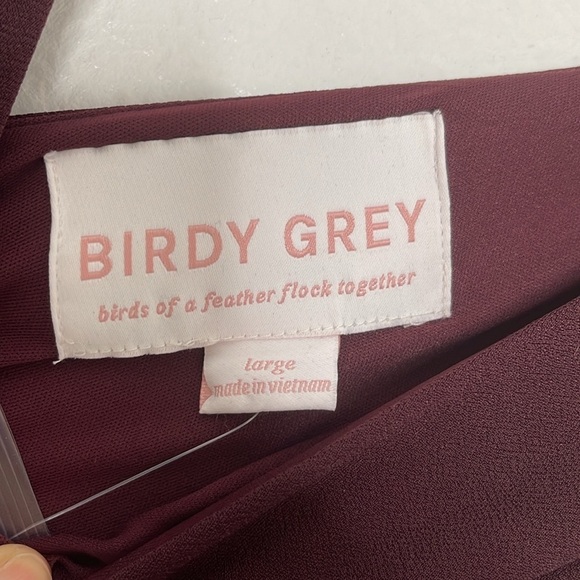 BIRDY GREY
birds of a feather flock together
large
made in vietnam